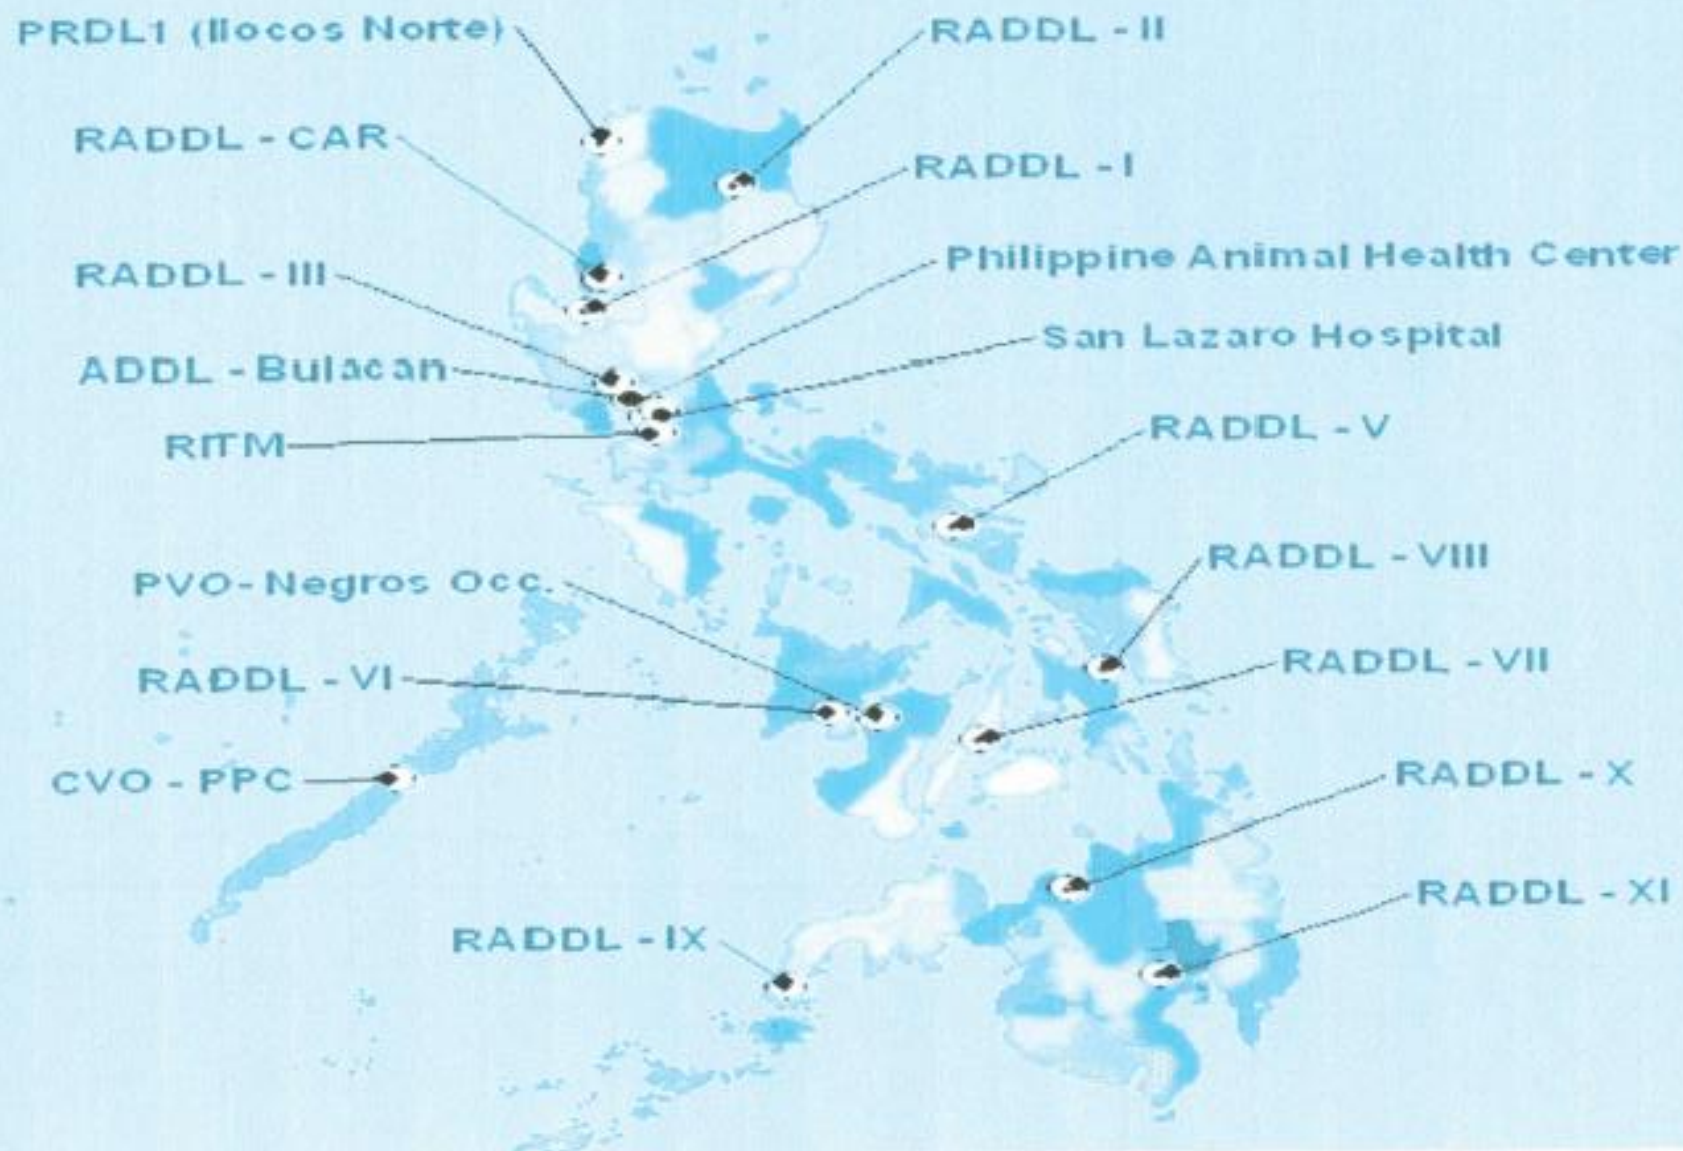 PRDL1 (Ilocos Norte)
RADDL - II
RADDL - CAR
RADDL - I
Philippine Animal Health Center
RADDL - III
San Lazaro Hospital
ADDL - Bulacan
RADDL - V
RITM
RADDL - VIII
PVO- Negros Occ.
RADDL - VII
RADDL - VI
RADDL - X
CVO - PPC
RADDL - XI
RADDL - IX